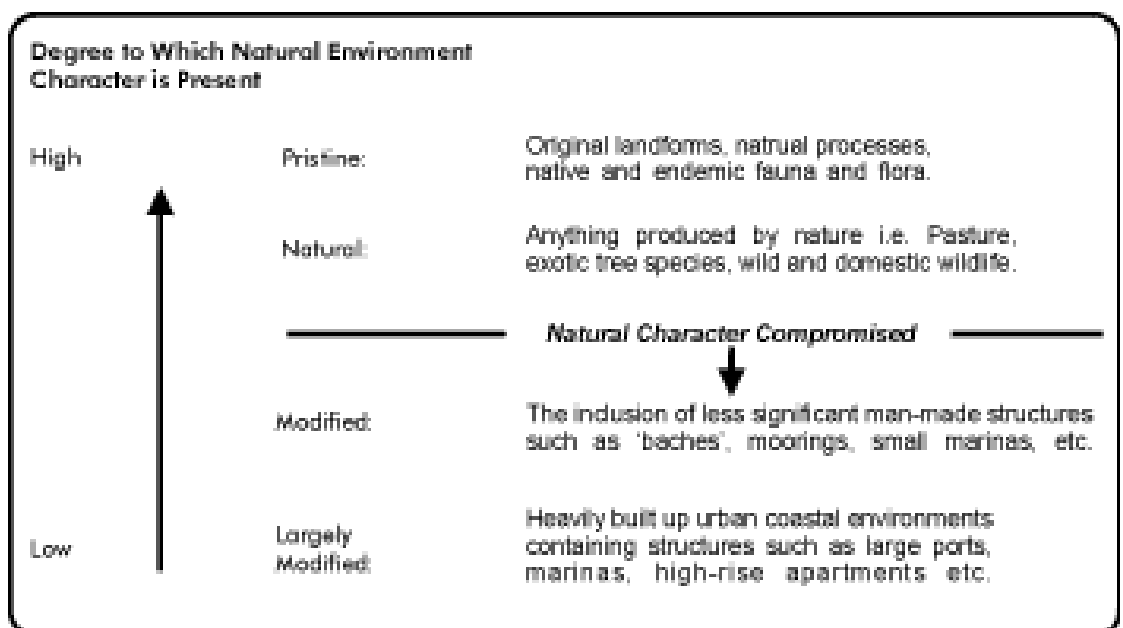 Degree to Which Natural Environment
Character is Present
High
Pristine:
Original landforms, natrual processes,
native and endemic fauna and flora.
Natural:
Anything produced by nature i.e. Pasture,
exotic tree species, wild and domestic wildlife.
Natural Character Compromised
Modified:
The inclusion of less significant man-made structures
such as 'baches', moorings, small marinas, etc.
Low
Largely
Modified:
Heavily built up urban coastal environments
containing structures such as large ports,
marinas, high-rise apartments etc.